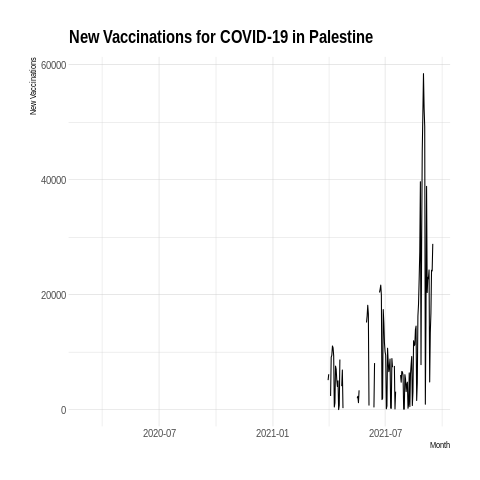 New Vaccinations for COVID-19 in Palestine
New Vaccinations
60000
40000
20000
0
2020-07 2021-01 2021-07
Month